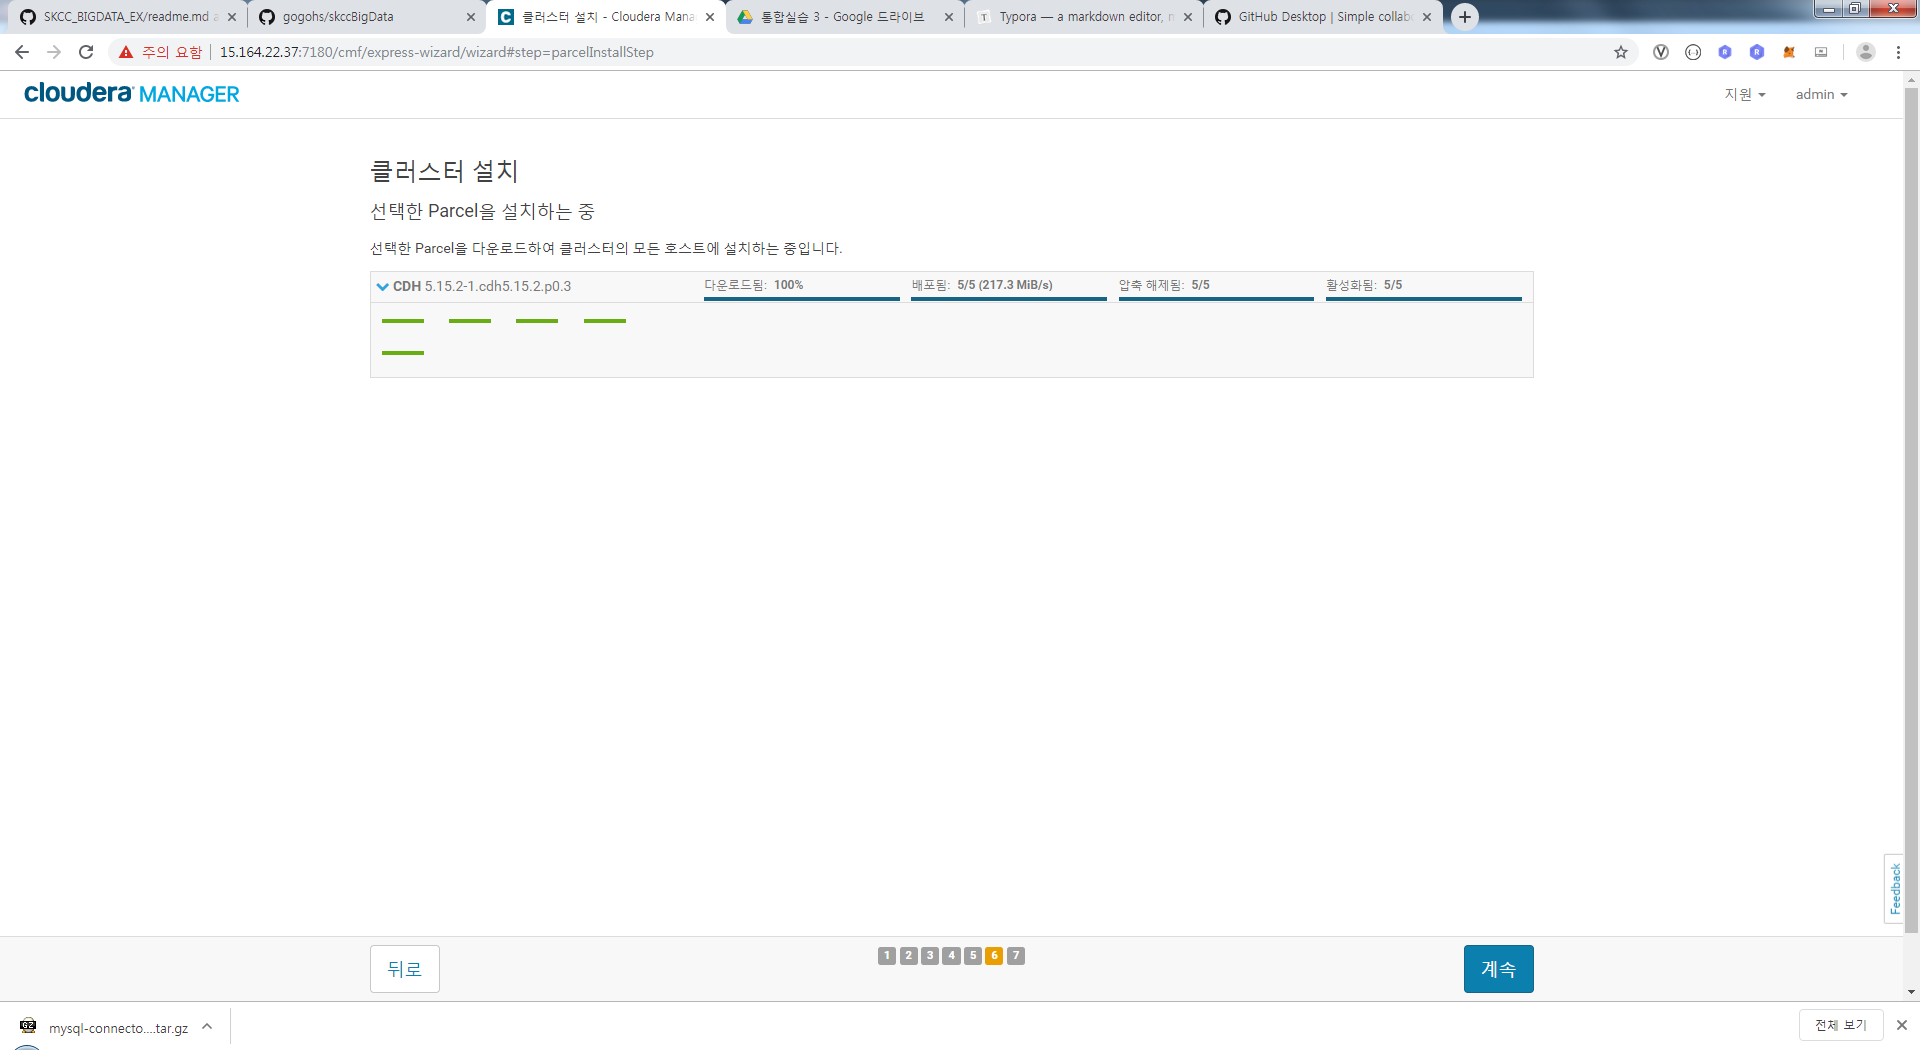 SKCC_BIGDATA_EX/readme.md a
gogohs/skccBigData
클러스터 설치 - Cloudera Mana
통합실습 3 - Google 드라이브
Typora — a markdown editor, m
GitHub Desktop | Simple collabo
주의 요함 | 15.164.22.37:7180/cmf/express-wizard/wizard#step=parcelInstallStep
cloudera MANAGER
지원
admin
클러스터 설치
선택한 Parcel을 설치하는 중
선택한 Parcel을 다운로드하여 클러스터의 모든 호스트에 설치하는 중입니다.
CDH 5.15.2-1.cdh5.15.2.p0.3 다운로드됨: 100% 배포됨: 5/5 (217.3 MiB/s) 압축 해제됨: 5/5 활성화됨: 5/5
Feedback
뒤로
1 2 3 4 5 6 7
계속
GZ
mysql-connecto....tar.gz
전체 보기